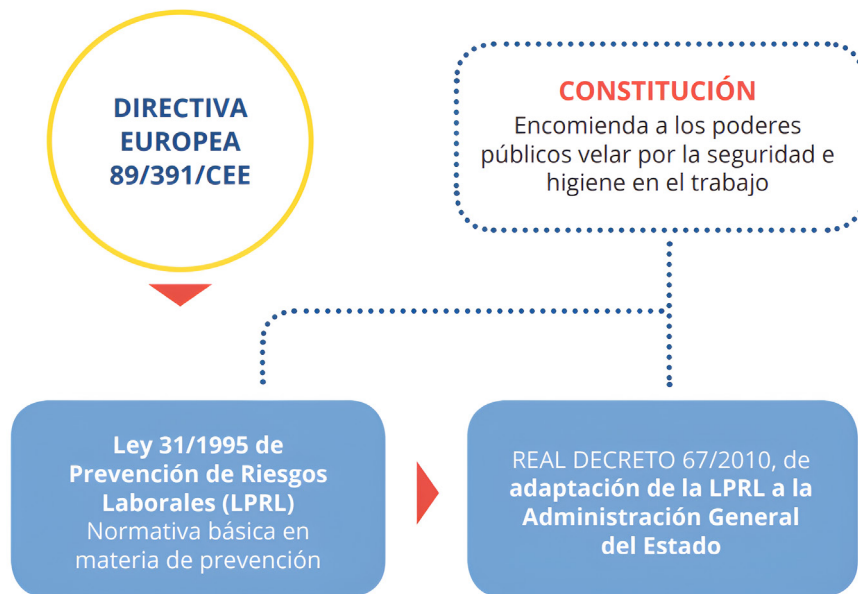 DIRECTIVA
EUROPEA
89/391/CEE
CONSTITUCIÓN
Encomienda a los poderes
públicos velar por la seguridad e
higiene en el trabajo
Ley 31/1995 de
Prevención de Riesgos
Laborales (LPRL)
Normativa básica en
materia de prevención
REAL DECRETO 67/2010, de
adaptación de la LPRL a la
Administración General
del Estado